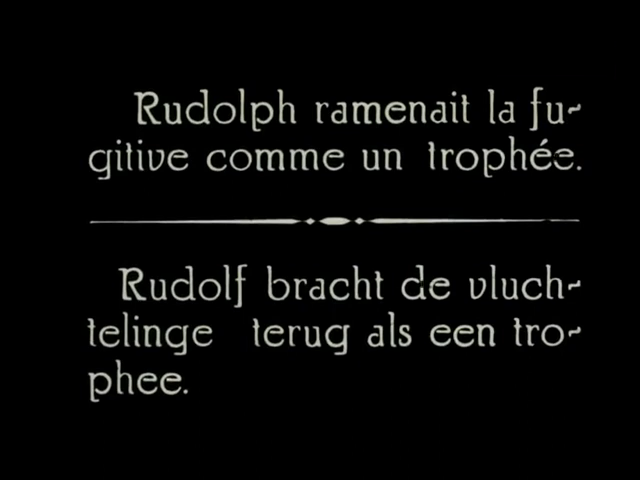 Rudolph ramenait la fu-
gitive comme un trophée.
Rudolf bracht de vluch-
telinge terug als een tro-
phee.